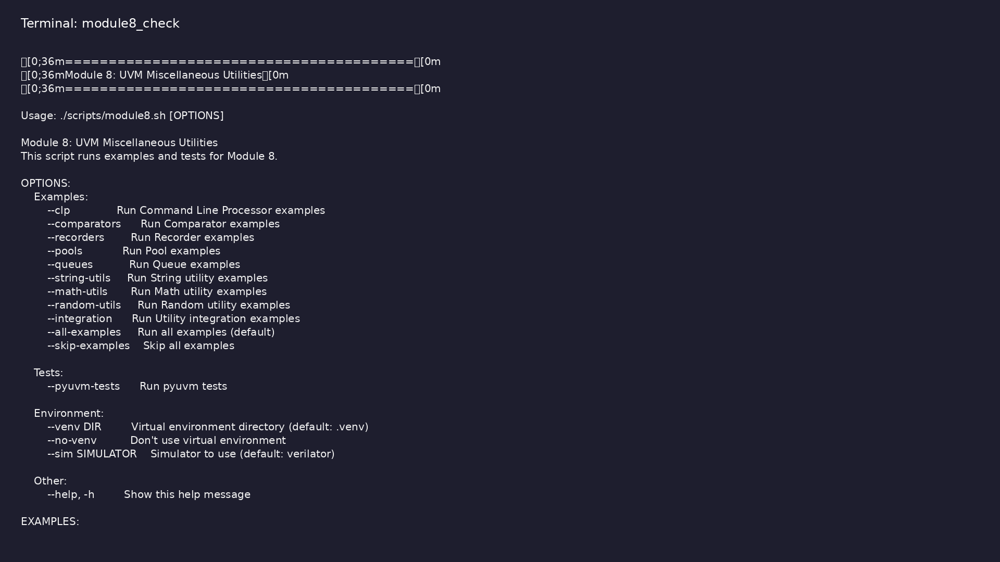 Terminal: module8_check
▯[0;36m========================================▯[0m
▯[0;36mModule 8: UVM Miscellaneous Utilities▯[0m
▯[0;36m========================================▯[0m
Usage: ./scripts/module8.sh [OPTIONS]
Module 8: UVM Miscellaneous Utilities
This script runs examples and tests for Module 8.
OPTIONS:
    Examples:
        --clp              Run Command Line Processor examples
        --comparators      Run Comparator examples
        --recorders        Run Recorder examples
        --pools            Run Pool examples
        --queues           Run Queue examples
        --string-utils     Run String utility examples
        --math-utils       Run Math utility examples
        --random-utils     Run Random utility examples
        --integration      Run Utility integration examples
        --all-examples     Run all examples (default)
        --skip-examples    Skip all examples
    Tests:
        --pyuvm-tests      Run pyuvm tests
    Environment:
        --venv DIR         Virtual environment directory (default: .venv)
        --no-venv          Don't use virtual environment
        --sim SIMULATOR    Simulator to use (default: verilator)
    Other:
        --help, -h         Show this help message
EXAMPLES: